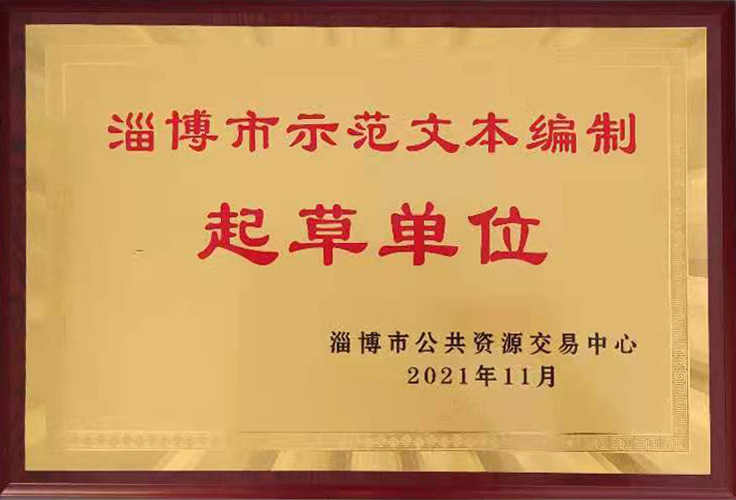 淄博市示范文本编制
起草单位
淄博市公共资源交易中心
2021年11月